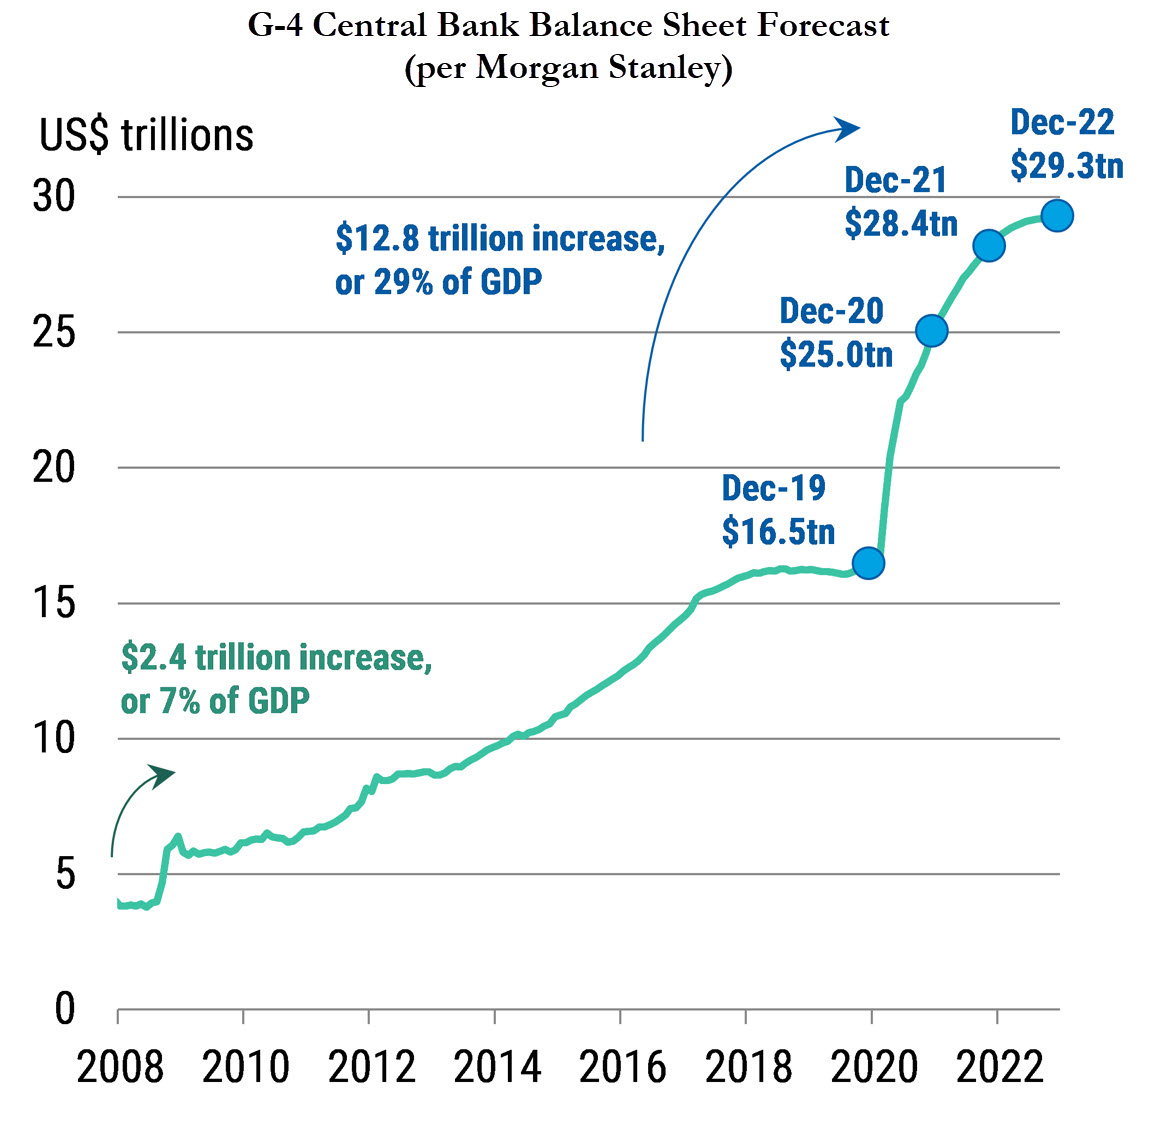 G-4 Central Bank Balance Sheet Forecast
(per Morgan Stanley)
US$ trillions
Dec-22
$29.3tn
Dec-21
$28.4tn
30
$12.8 trillion increase,
or 29% of GDP
Dec-20
$25.0tn
25
20
Dec-19
$16.5tn
15
$2.4 trillion increase,
or 7% of GDP
10
5
0
2008 2010 2012 2014 2016 2018 2020 2022